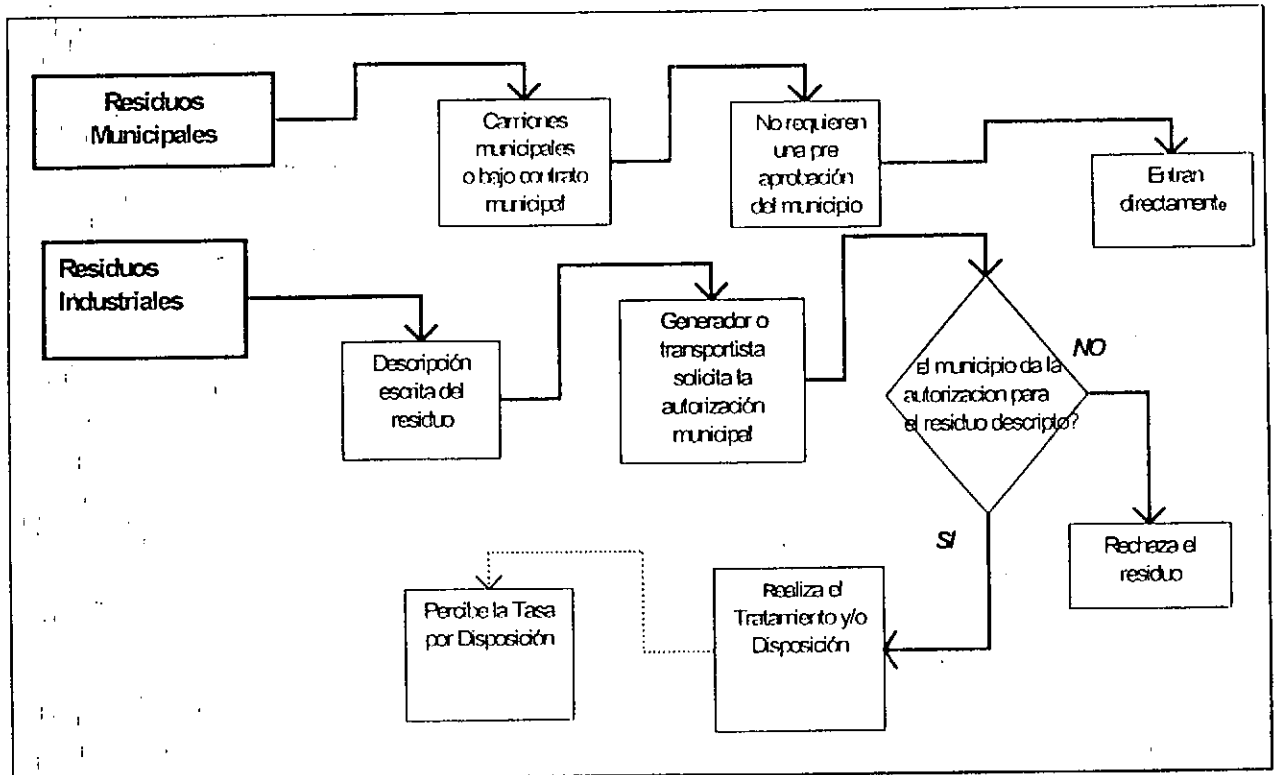 Residuos
Municipales
Camiones
municipales
o bajo contrato
municipal
No requieren
una pre
aprobación
del municipio
Entran
directamente
Residuos
Industriales
Descripción
escrita del
residuo
Generador o
transportista
solicita la
autorización
municipal
El municipio da la
autorizacion para
el residuo descripto?
NO
SI
Rechaza el
residuo
Realiza el
Tratamiento y/o
Disposición
Percibe la Tasa
por Disposición